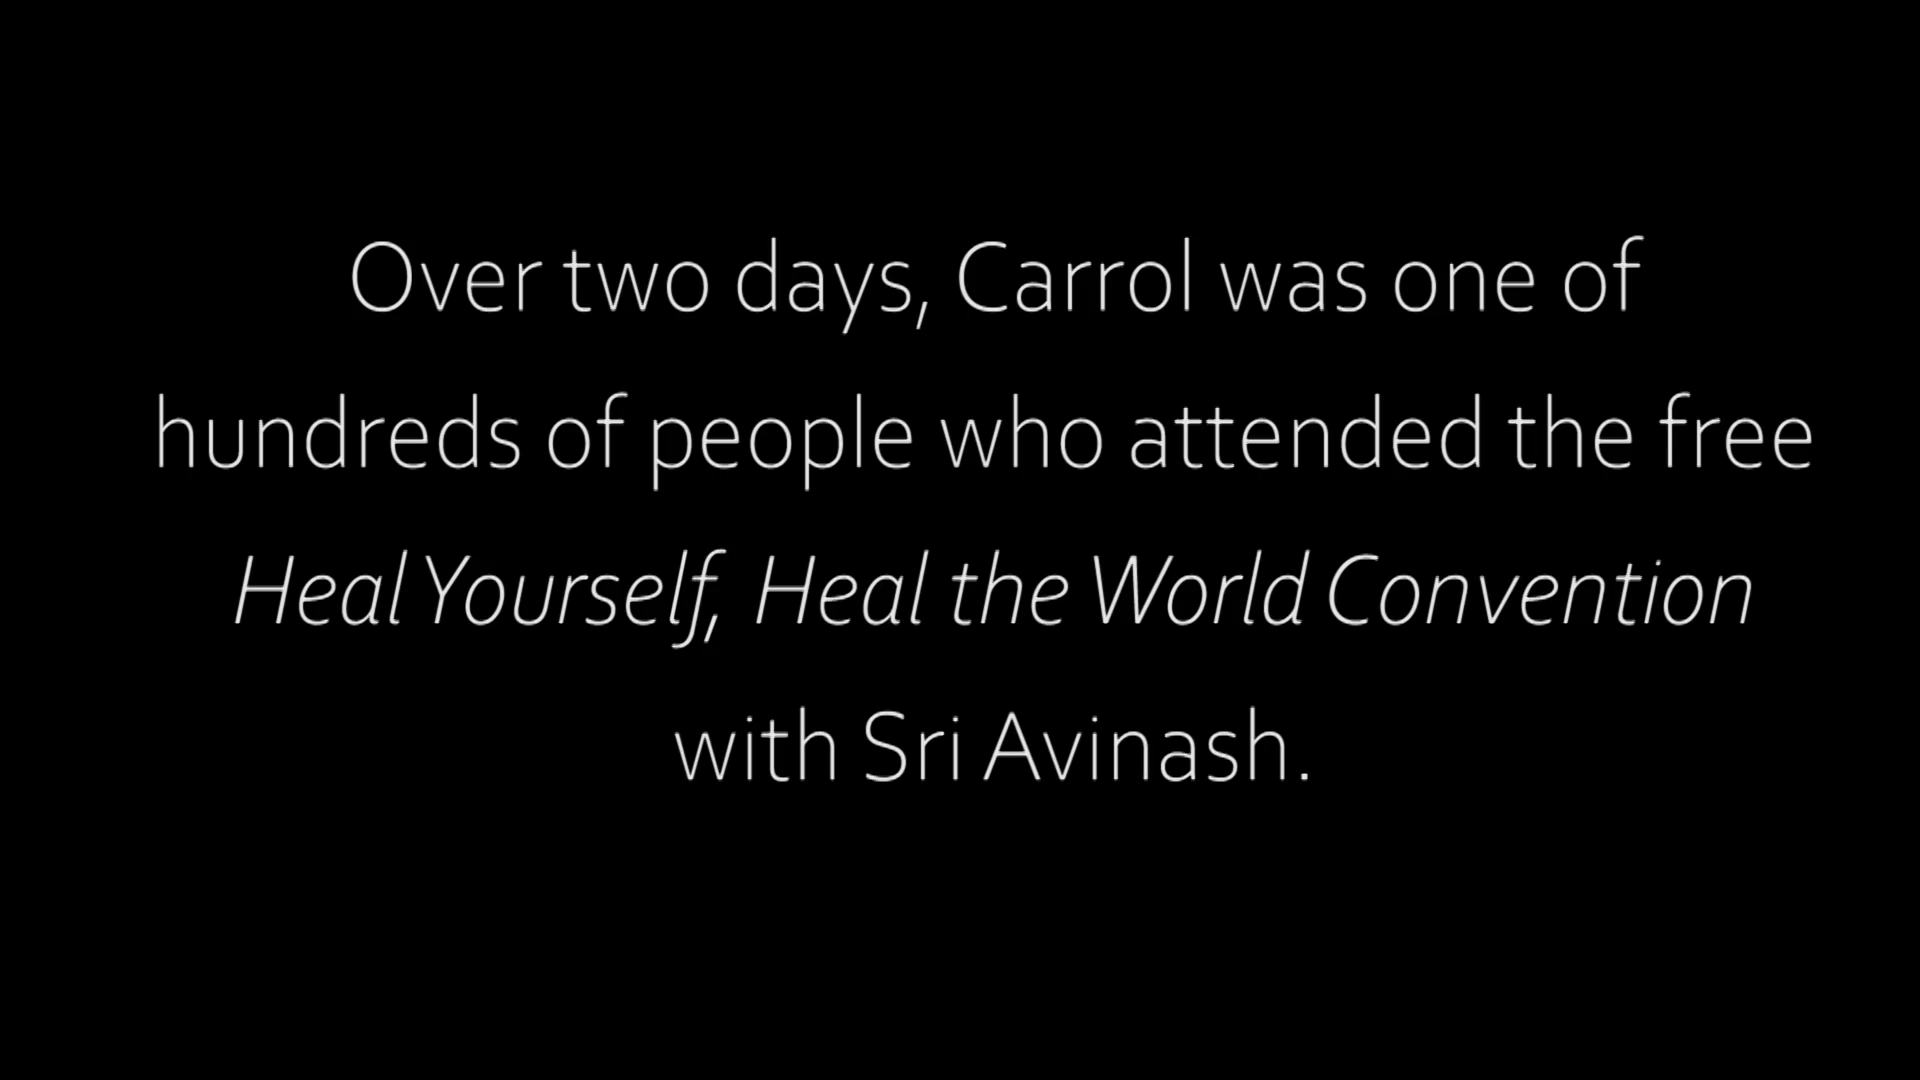 Over two days, Carrol was one of
hundreds of people who attended the free
Heal Yourself, Heal the World Convention
with Sri Avinash.